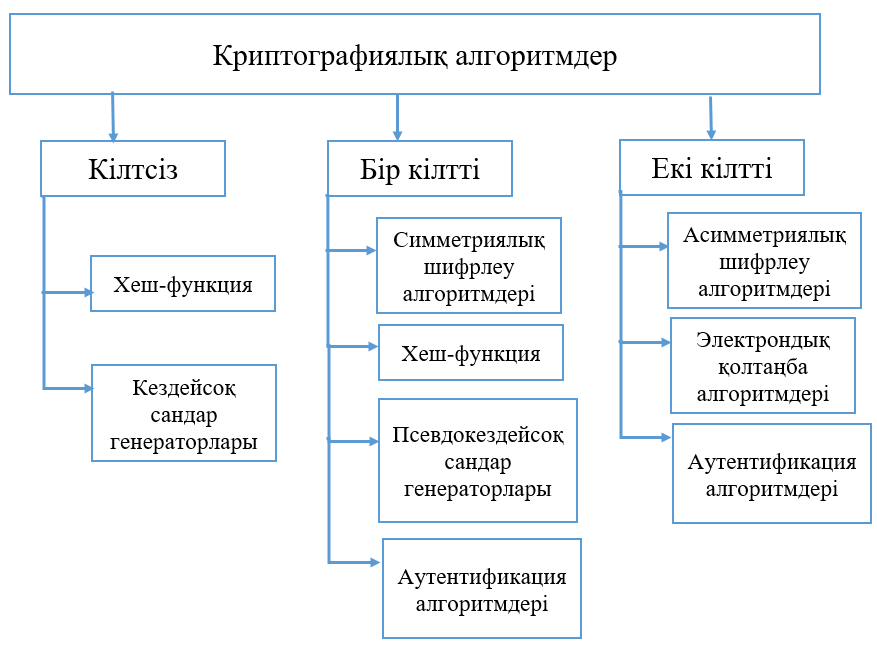 Криптографиялық алгоритмдер
Кілтсіз
Хеш-функция
Кездейсоқ
сандар
генераторлары
Бір кілтті
Симметриялық
шифрлеу
алгоритмдері
Хеш-функция
Псевдокездейсоқ
сандар
генераторлары
Аутентификация
алгоритмдері
Екі кілтті
Асимметриялық
шифрлеу
алгоритмдері
Электрондық
қолтаңба
алгоритмдері
Аутентификация
алгоритмдері